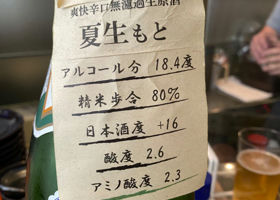 爽快辛口無濾過生原酒
夏生もと
アルコール分 18.4度
精米歩合 80%
日本酒度 +16
酸度 2.6
アミノ酸度 2.3